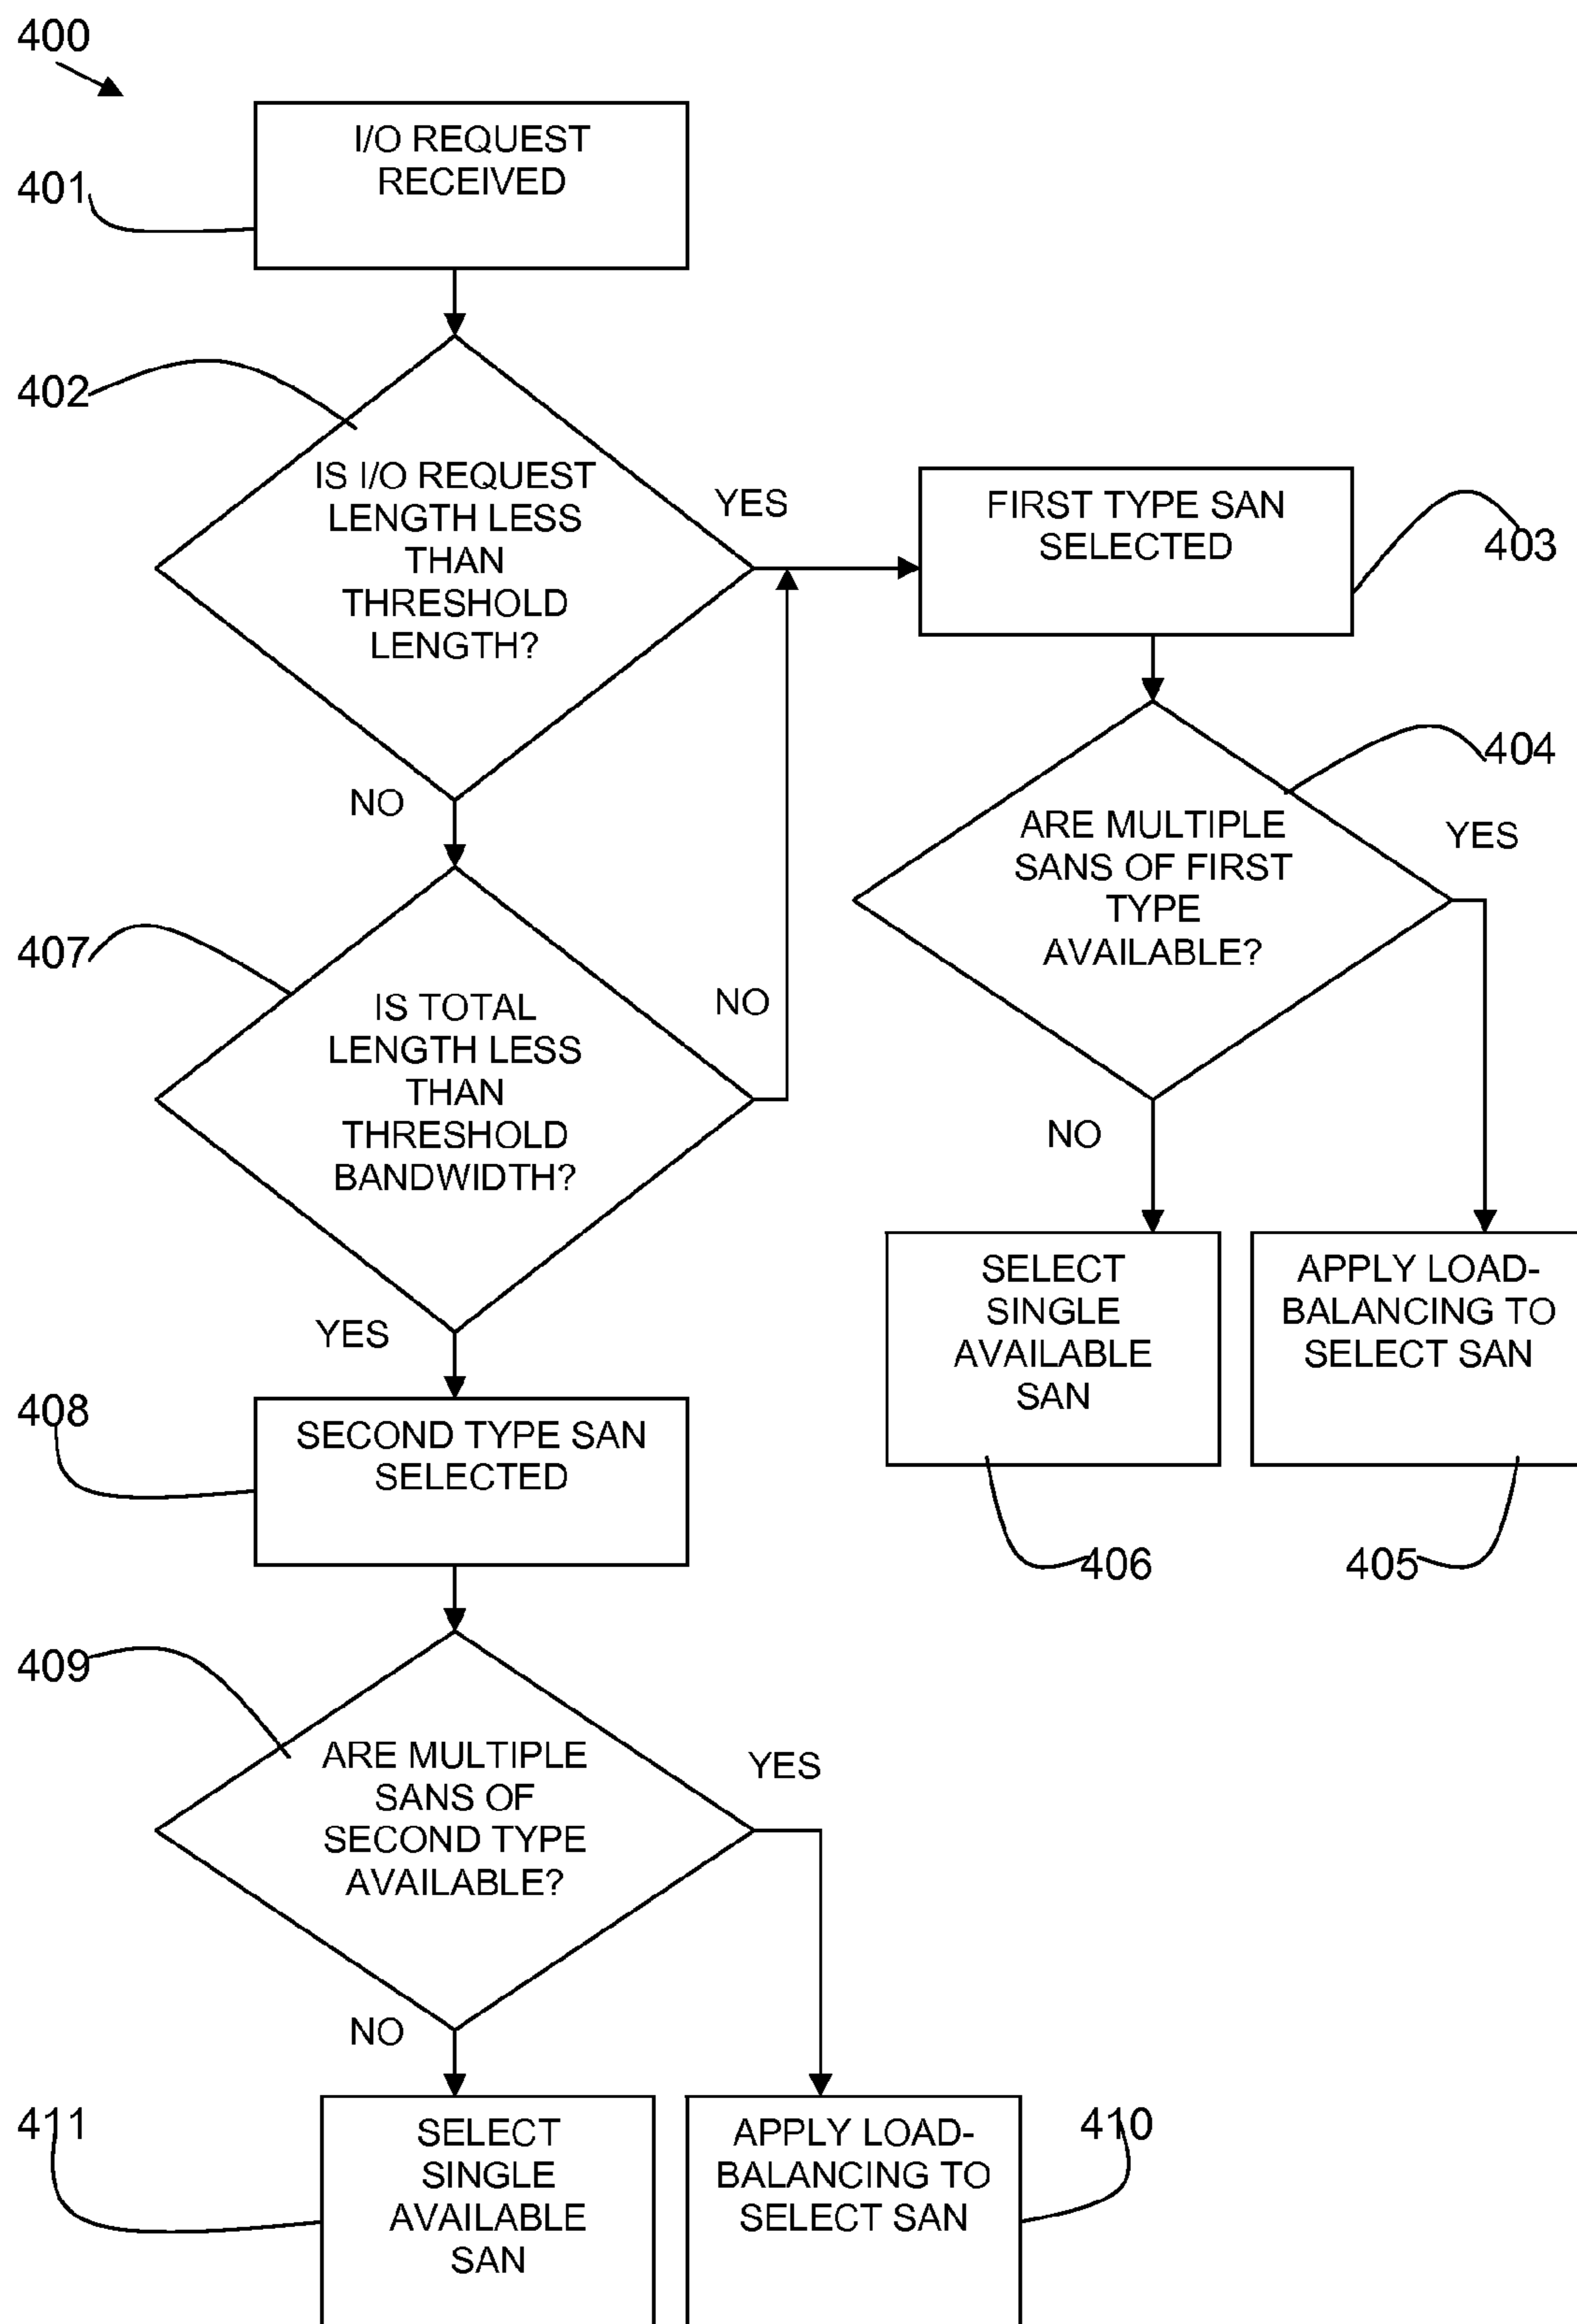 400
I/O REQUEST
RECEIVED
401
402
IS I/O REQUEST
LENGTH LESS
THAN
THRESHOLD
LENGTH?
YES
FIRST TYPE SAN
SELECTED
403
NO
404
ARE MULTIPLE
SANS OF FIRST
TYPE
AVAILABLE?
YES
407
IS TOTAL
LENGTH LESS
THAN
THRESHOLD
BANDWIDTH?
NO
NO
SELECT
SINGLE
AVAILABLE
SAN
APPLY LOAD-
BALANCING TO
SELECT SAN
YES
408
SECOND TYPE SAN
SELECTED
406
405
409
ARE MULTIPLE
SANS OF
SECOND TYPE
AVAILABLE?
YES
NO
411
SELECT
SINGLE
AVAILABLE
SAN
APPLY LOAD-
BALANCING TO
SELECT SAN
410